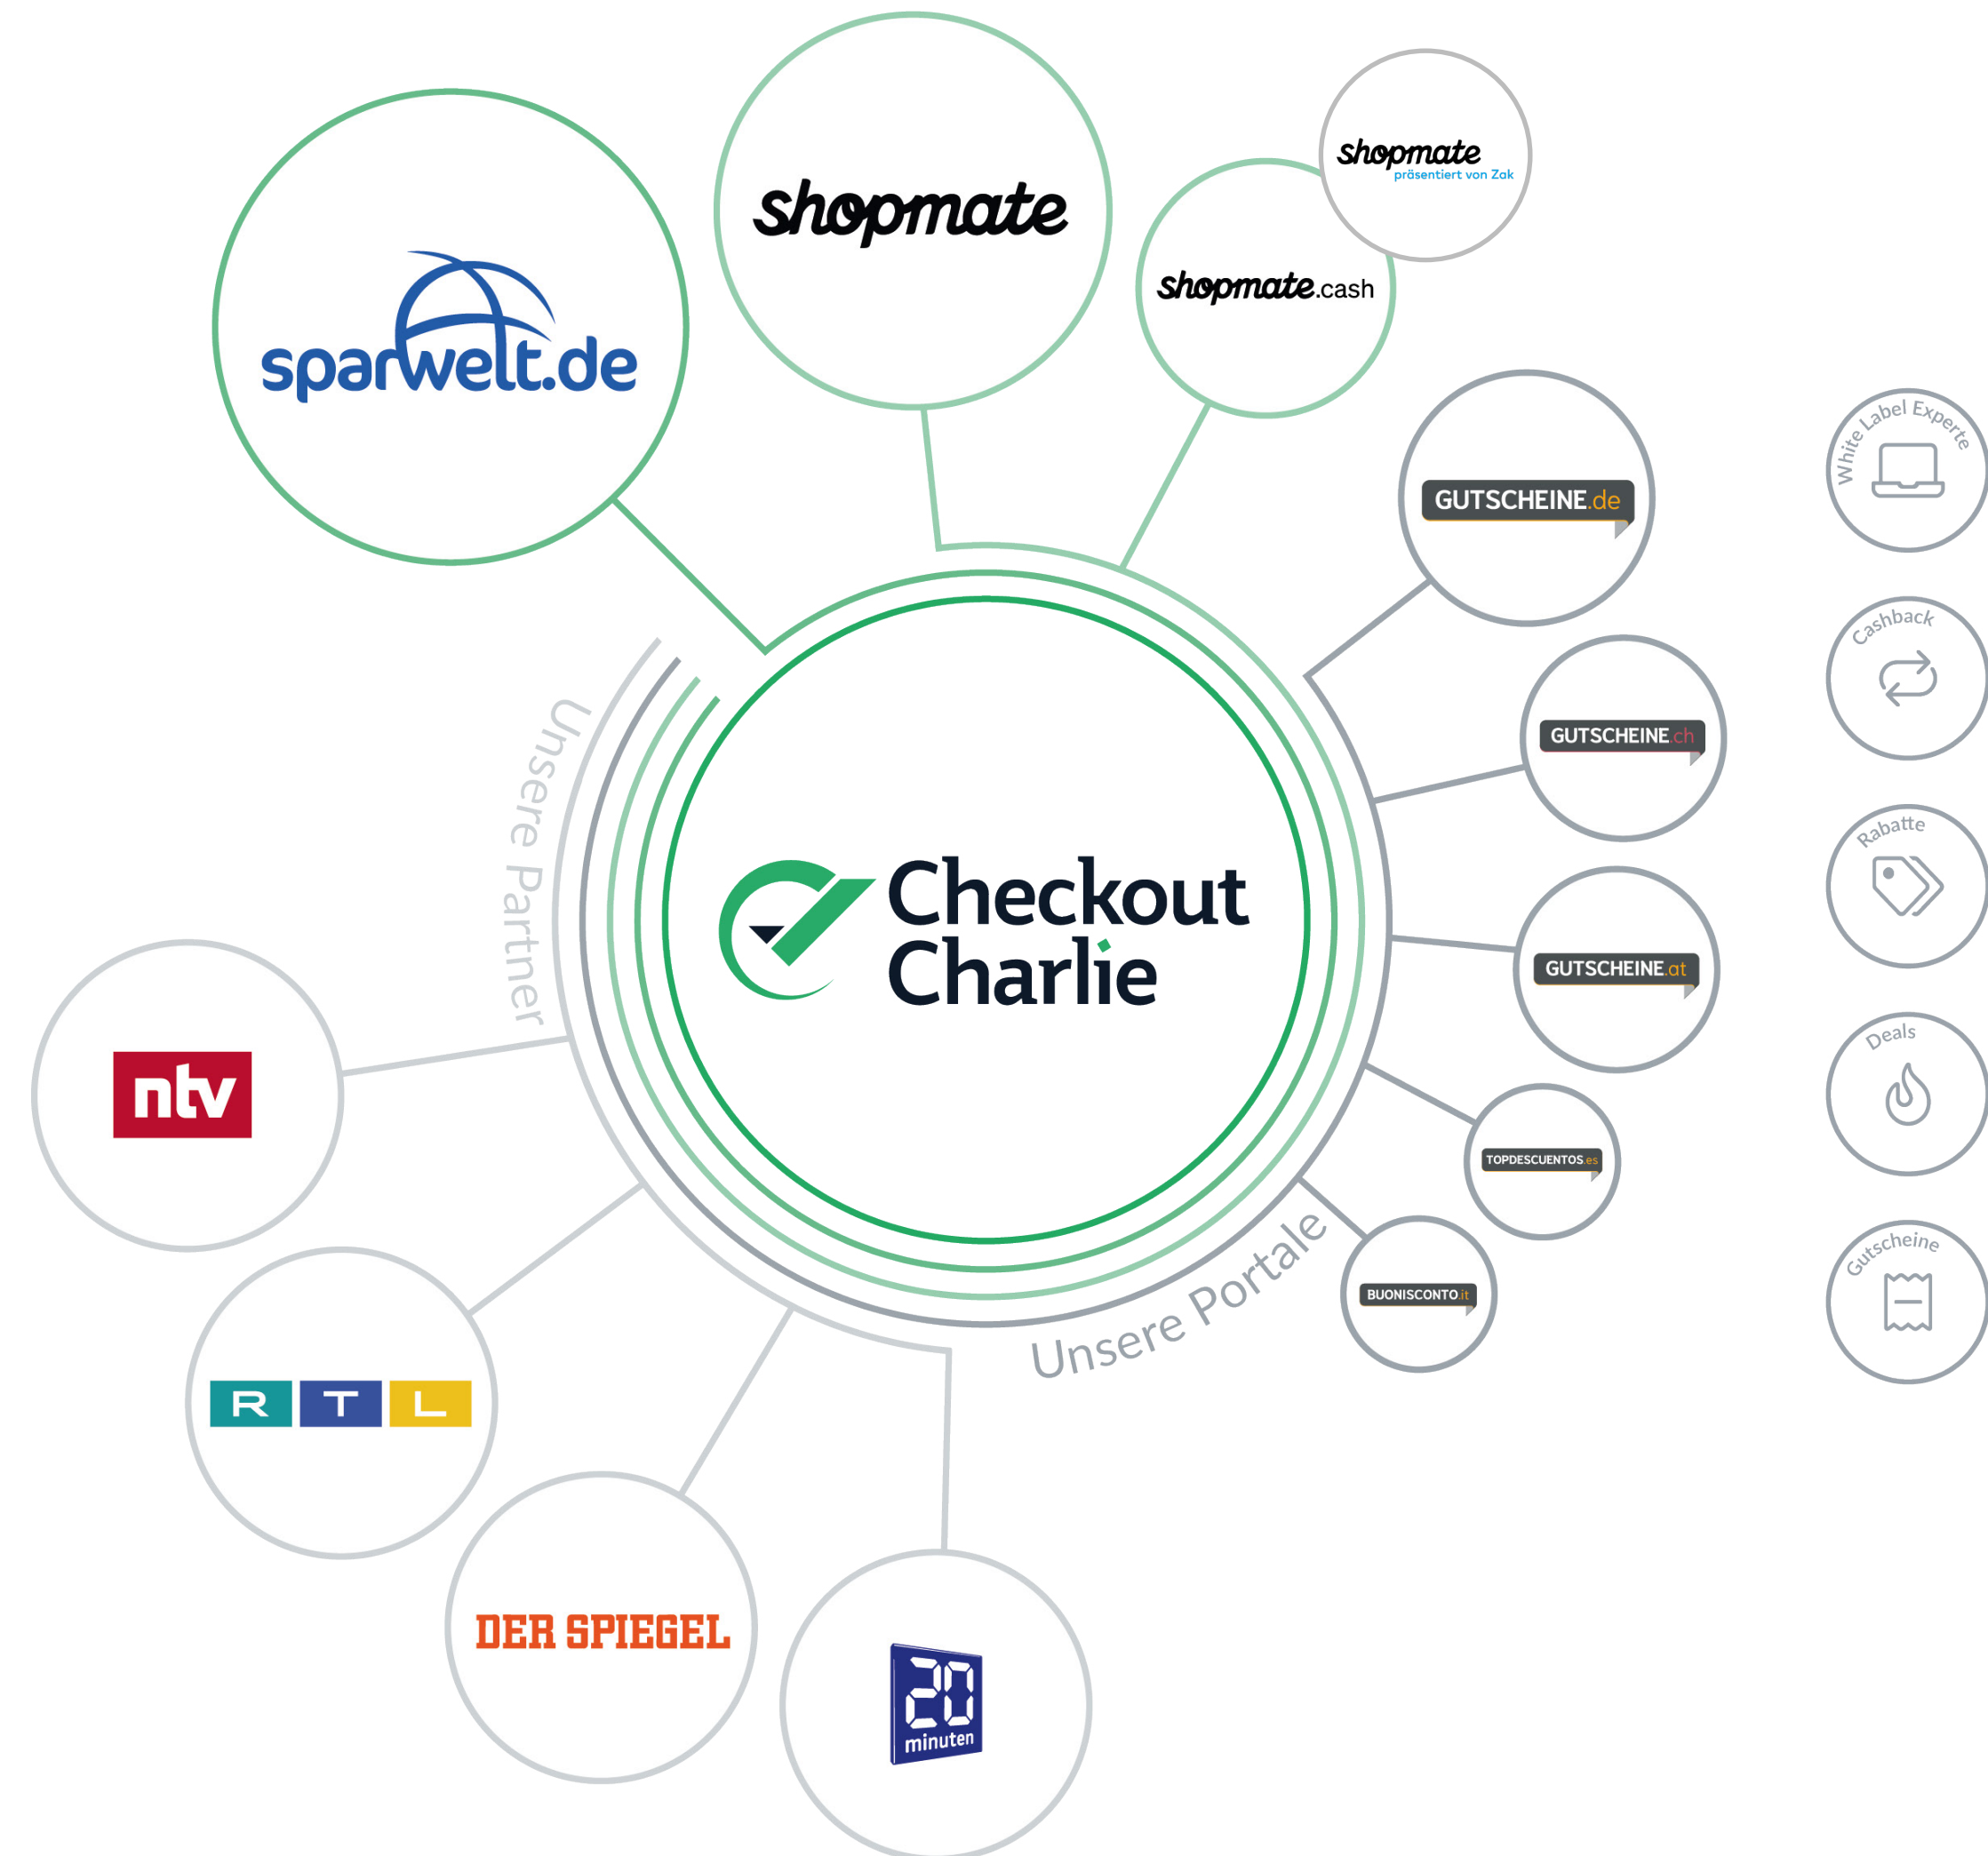 shopmate
shopmate
präsentiert von Zak
shopmate.cash
sparwelt.de
GUTSCHEINE.de
White Label Experte
Cashback
GUTSCHEINE.ch
Rabatte
Unsere Partner
Checkout
Charlie
GUTSCHEINE.at
Deals
ntv
TOPDESCUENTOS.es
Unsere Portale
BUONISCONTO.it
Gutscheine
RTL
DER SPIEGEL
20
minuten